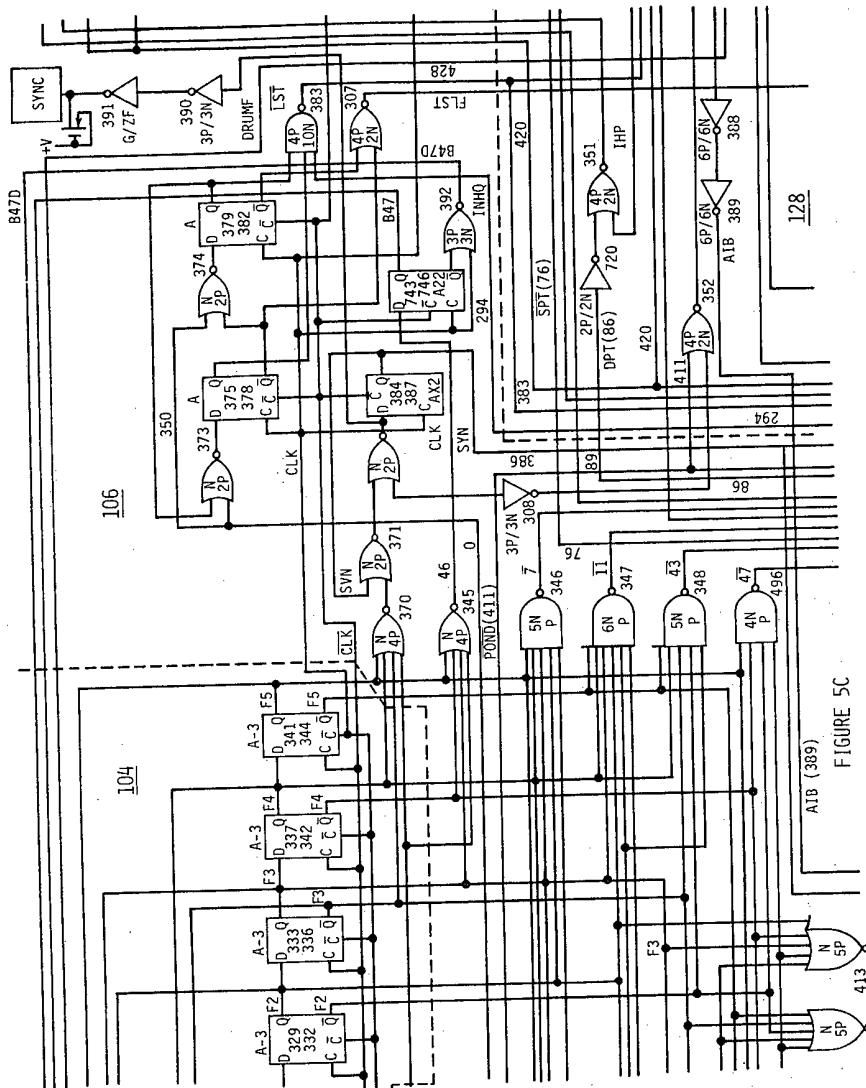 B47D
+V
SYNC
391
G/ZF
390
3P/3N
DRUMF
428
LST
383
4P
10N
307
4P
2N
FLST
420
A
D Q
379
382
C C Q
374
N
2P
B47
B47D
392
INHQ
3P
3N
D Q
743
746
C A22
C Q
294
350
106
A
D Q
375
378
C C Q
373
N
2P
CLK
D Q
384
387
C AX2
CLK
SYN
N
2P
SPT(76)
2P/2N
720
DPT(86)
4P
2N
351
IHP
6P/6N
388
6P/6N
389
AIB
128
352
4P
2N
411
420
383
294
386
89
86
3P/3N
308
76
SVN
N
2P
371
46
0
N
4P
370
N
4P
345
POND(411)
CLK
7
5N
P
346
11
6N
P
347
43
5N
P
348
47
4N
P
496
104
A-3
D Q
341
344
C C Q
F5
F5
A-3
D Q
337
342
C C Q
F4
F4
A-3
D Q
333
336
C C Q
F3
F3
A-3
D Q
329
332
C C Q
F2
F2
F3
N
5P
413
N
5P
AIB (389)
FIGURE 5C